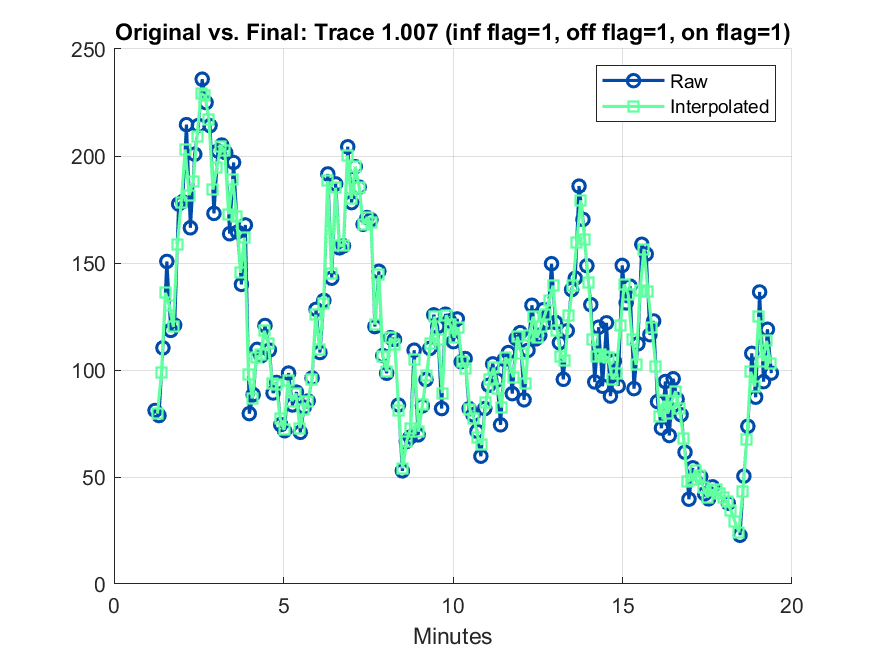 Original vs. Final: Trace 1.007 (inf flag=1, off flag=1, on flag=1)
250
200
150
100
50
0
Raw
Interpolated
0 5 10 15 20
Minutes